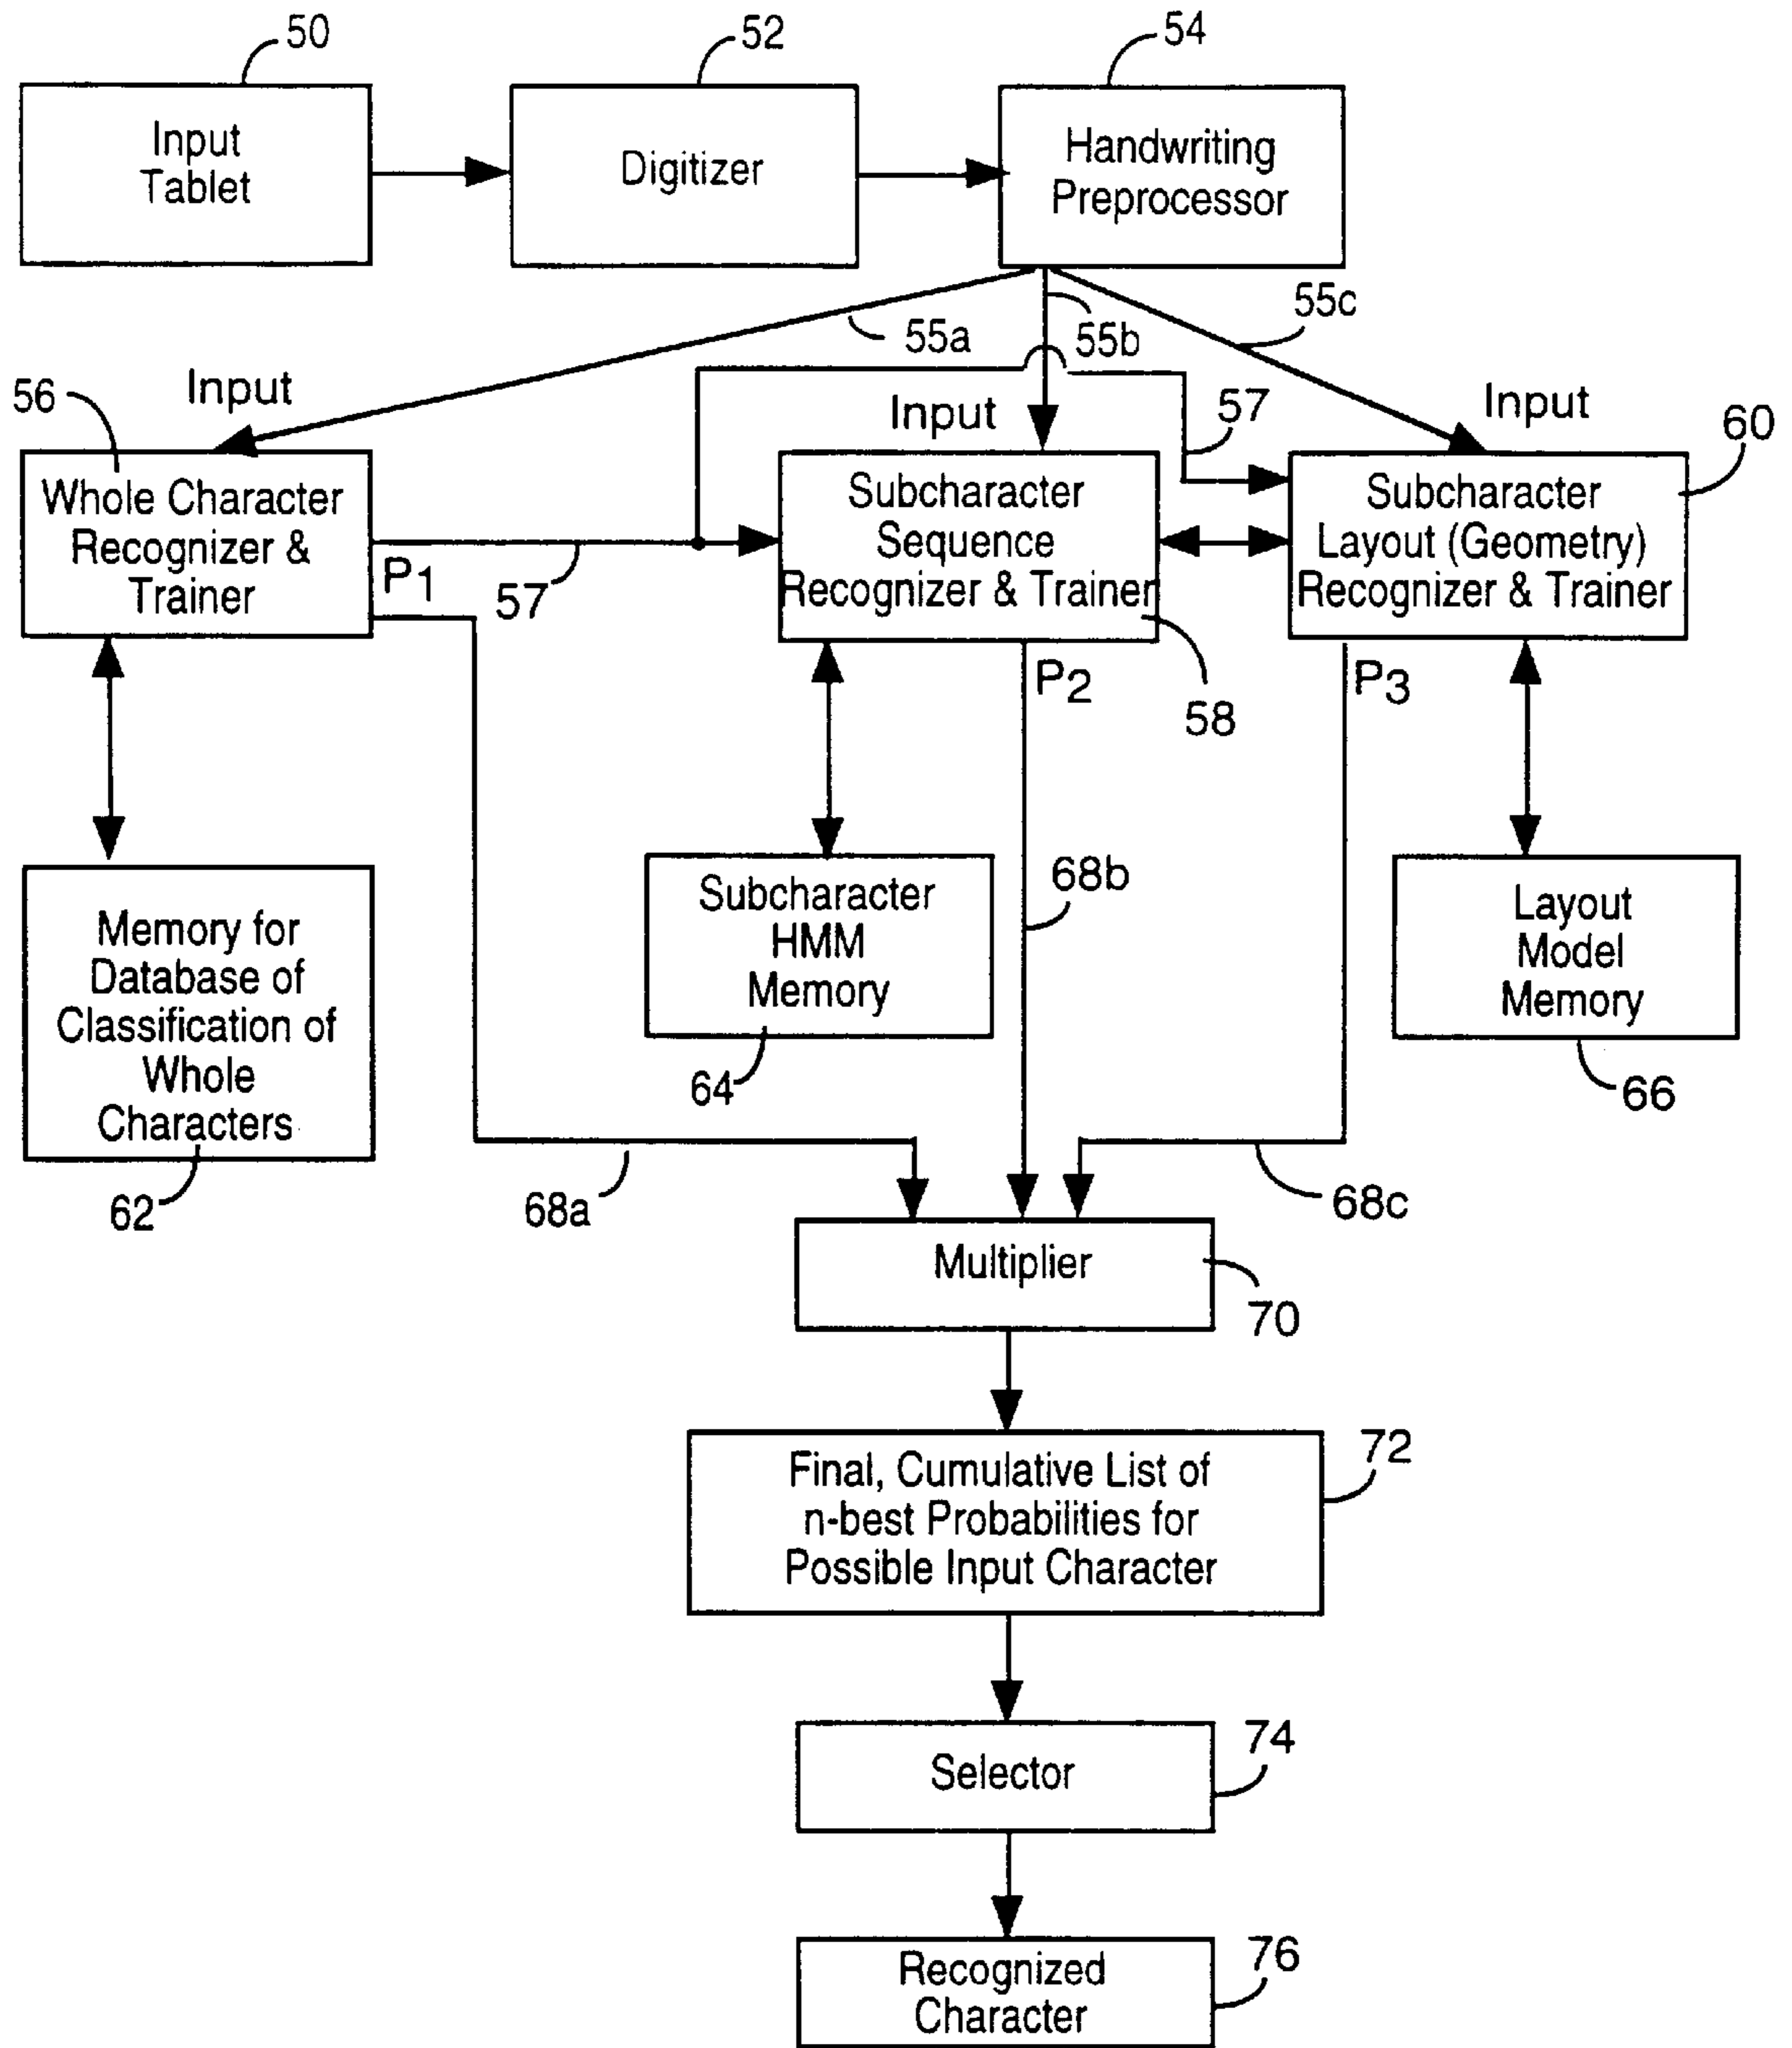 50
52
54
Input
Tablet
Digitizer
Handwriting
Preprocessor
55a
55b
55c
56
Input
Input
57
Input
60
Whole Character
Recognizer &
Trainer
P1
57
Subcharacter
Sequence
Recognizer & Trainer
P2
58
Subcharacter
Layout (Geometry)
Recognizer & Trainer
P3
Memory for
Database of
Classification of
Whole
Characters
62
Subcharacter
HMM
Memory
64
68b
Layout
Model
Memory
66
68a
68c
Multiplier
70
Final, Cumulative List of
n-best Probabilities for
Possible Input Character
72
Selector
74
Recognized
Character
76